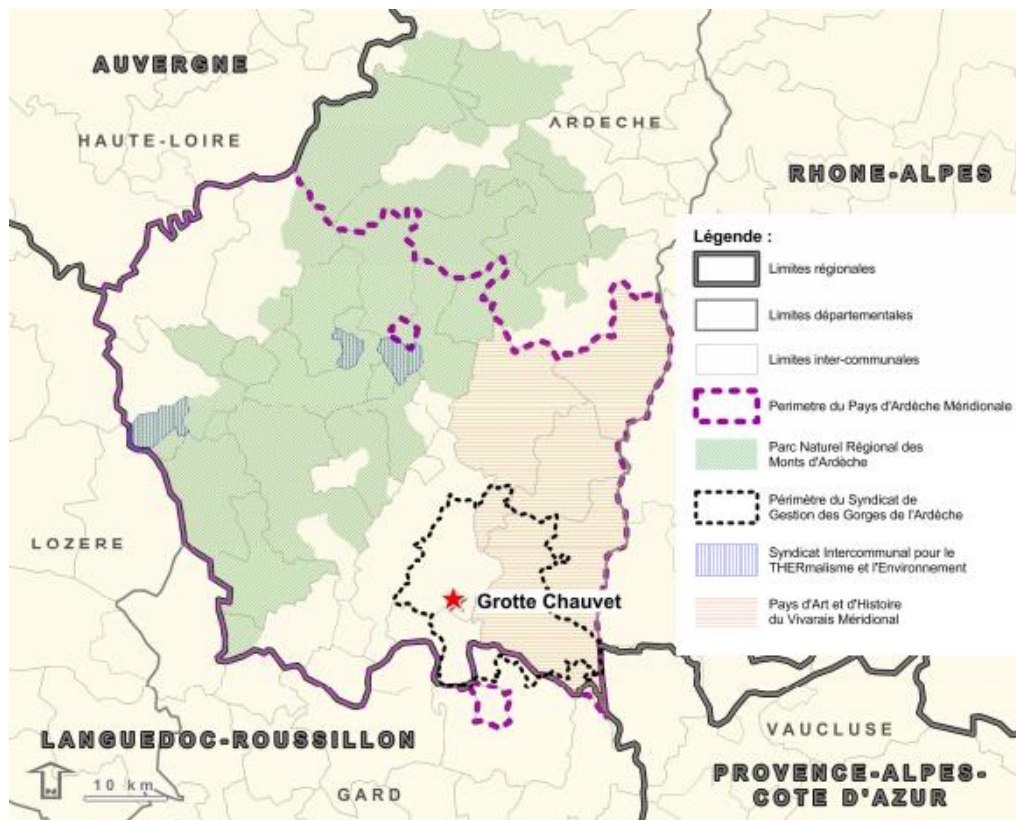 AUVERGNE
HAUTE-LOIRE
ARDECHE
RHONE-ALPES
Légende :
Limites régionales
Limites départementales
Limites inter-communales
Perimetre du Pays d'Ardèche Méridionale
Parc Naturel Régional des
Monts d'Ardèche
Périmètre du Syndicat de
Gestion des Gorges de l'Ardèche
Syndicat Intercommunal pour le
THERmalisme et l'Environnement
Pays d'Art et d'Histoire
du Vivarais Méridional
LOZERE
Grotte Chauvet
LANGUEDOC-ROUSSILLON
VAUCLUSE
PROVENCE-ALPES-
COTE D'AZUR
10 km
GARD